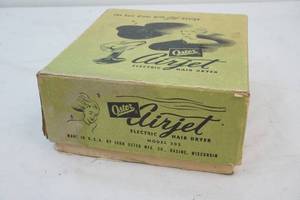 Oster
Airjet
ELECTRIC HAIR DRYER
Oster
Airjet
ELECTRIC HAIR DRYER
MODEL 202
MADE IN U.S.A. BY JOHN OSTER MFG. CO., RACINE, WISCONSIN